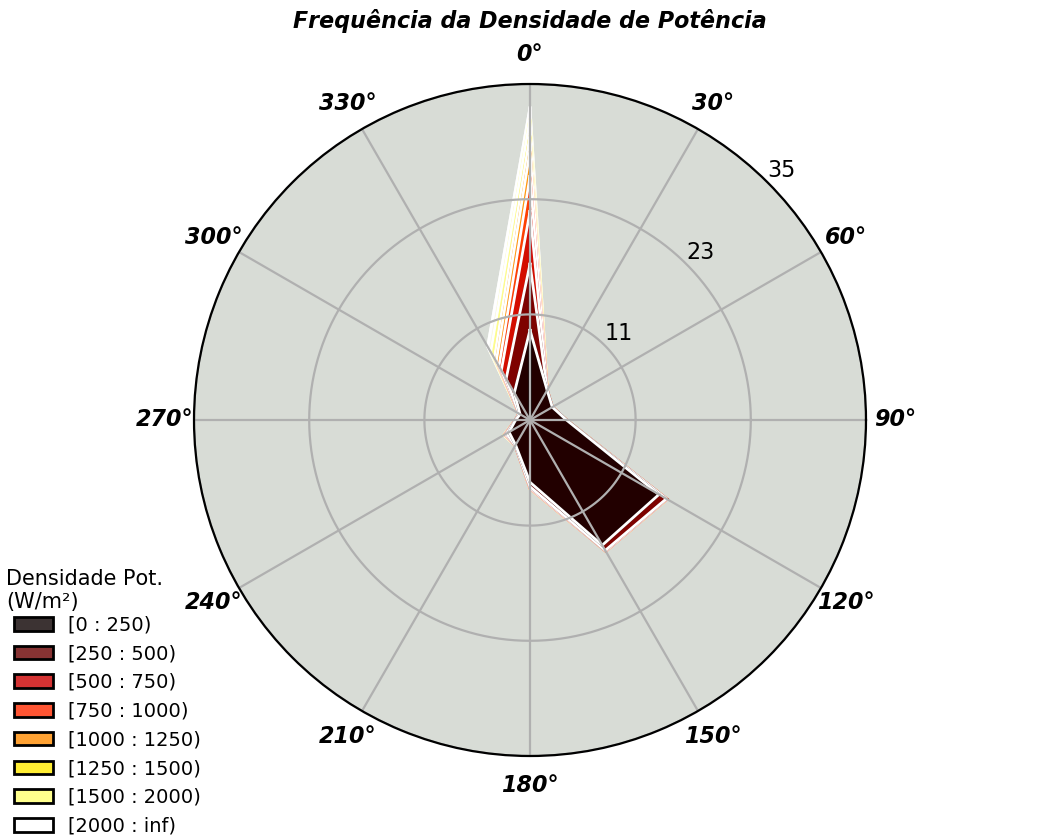 Frequência da Densidade de Potência
0°
330°
30°
35
300°
60°
23
11
270°
90°
240°
120°
210°
150°
180°
Densidade Pot.
(W/m²)
[0 : 250)
[250 : 500)
[500 : 750)
[750 : 1000)
[1000 : 1250)
[1250 : 1500)
[1500 : 2000)
[2000 : inf)